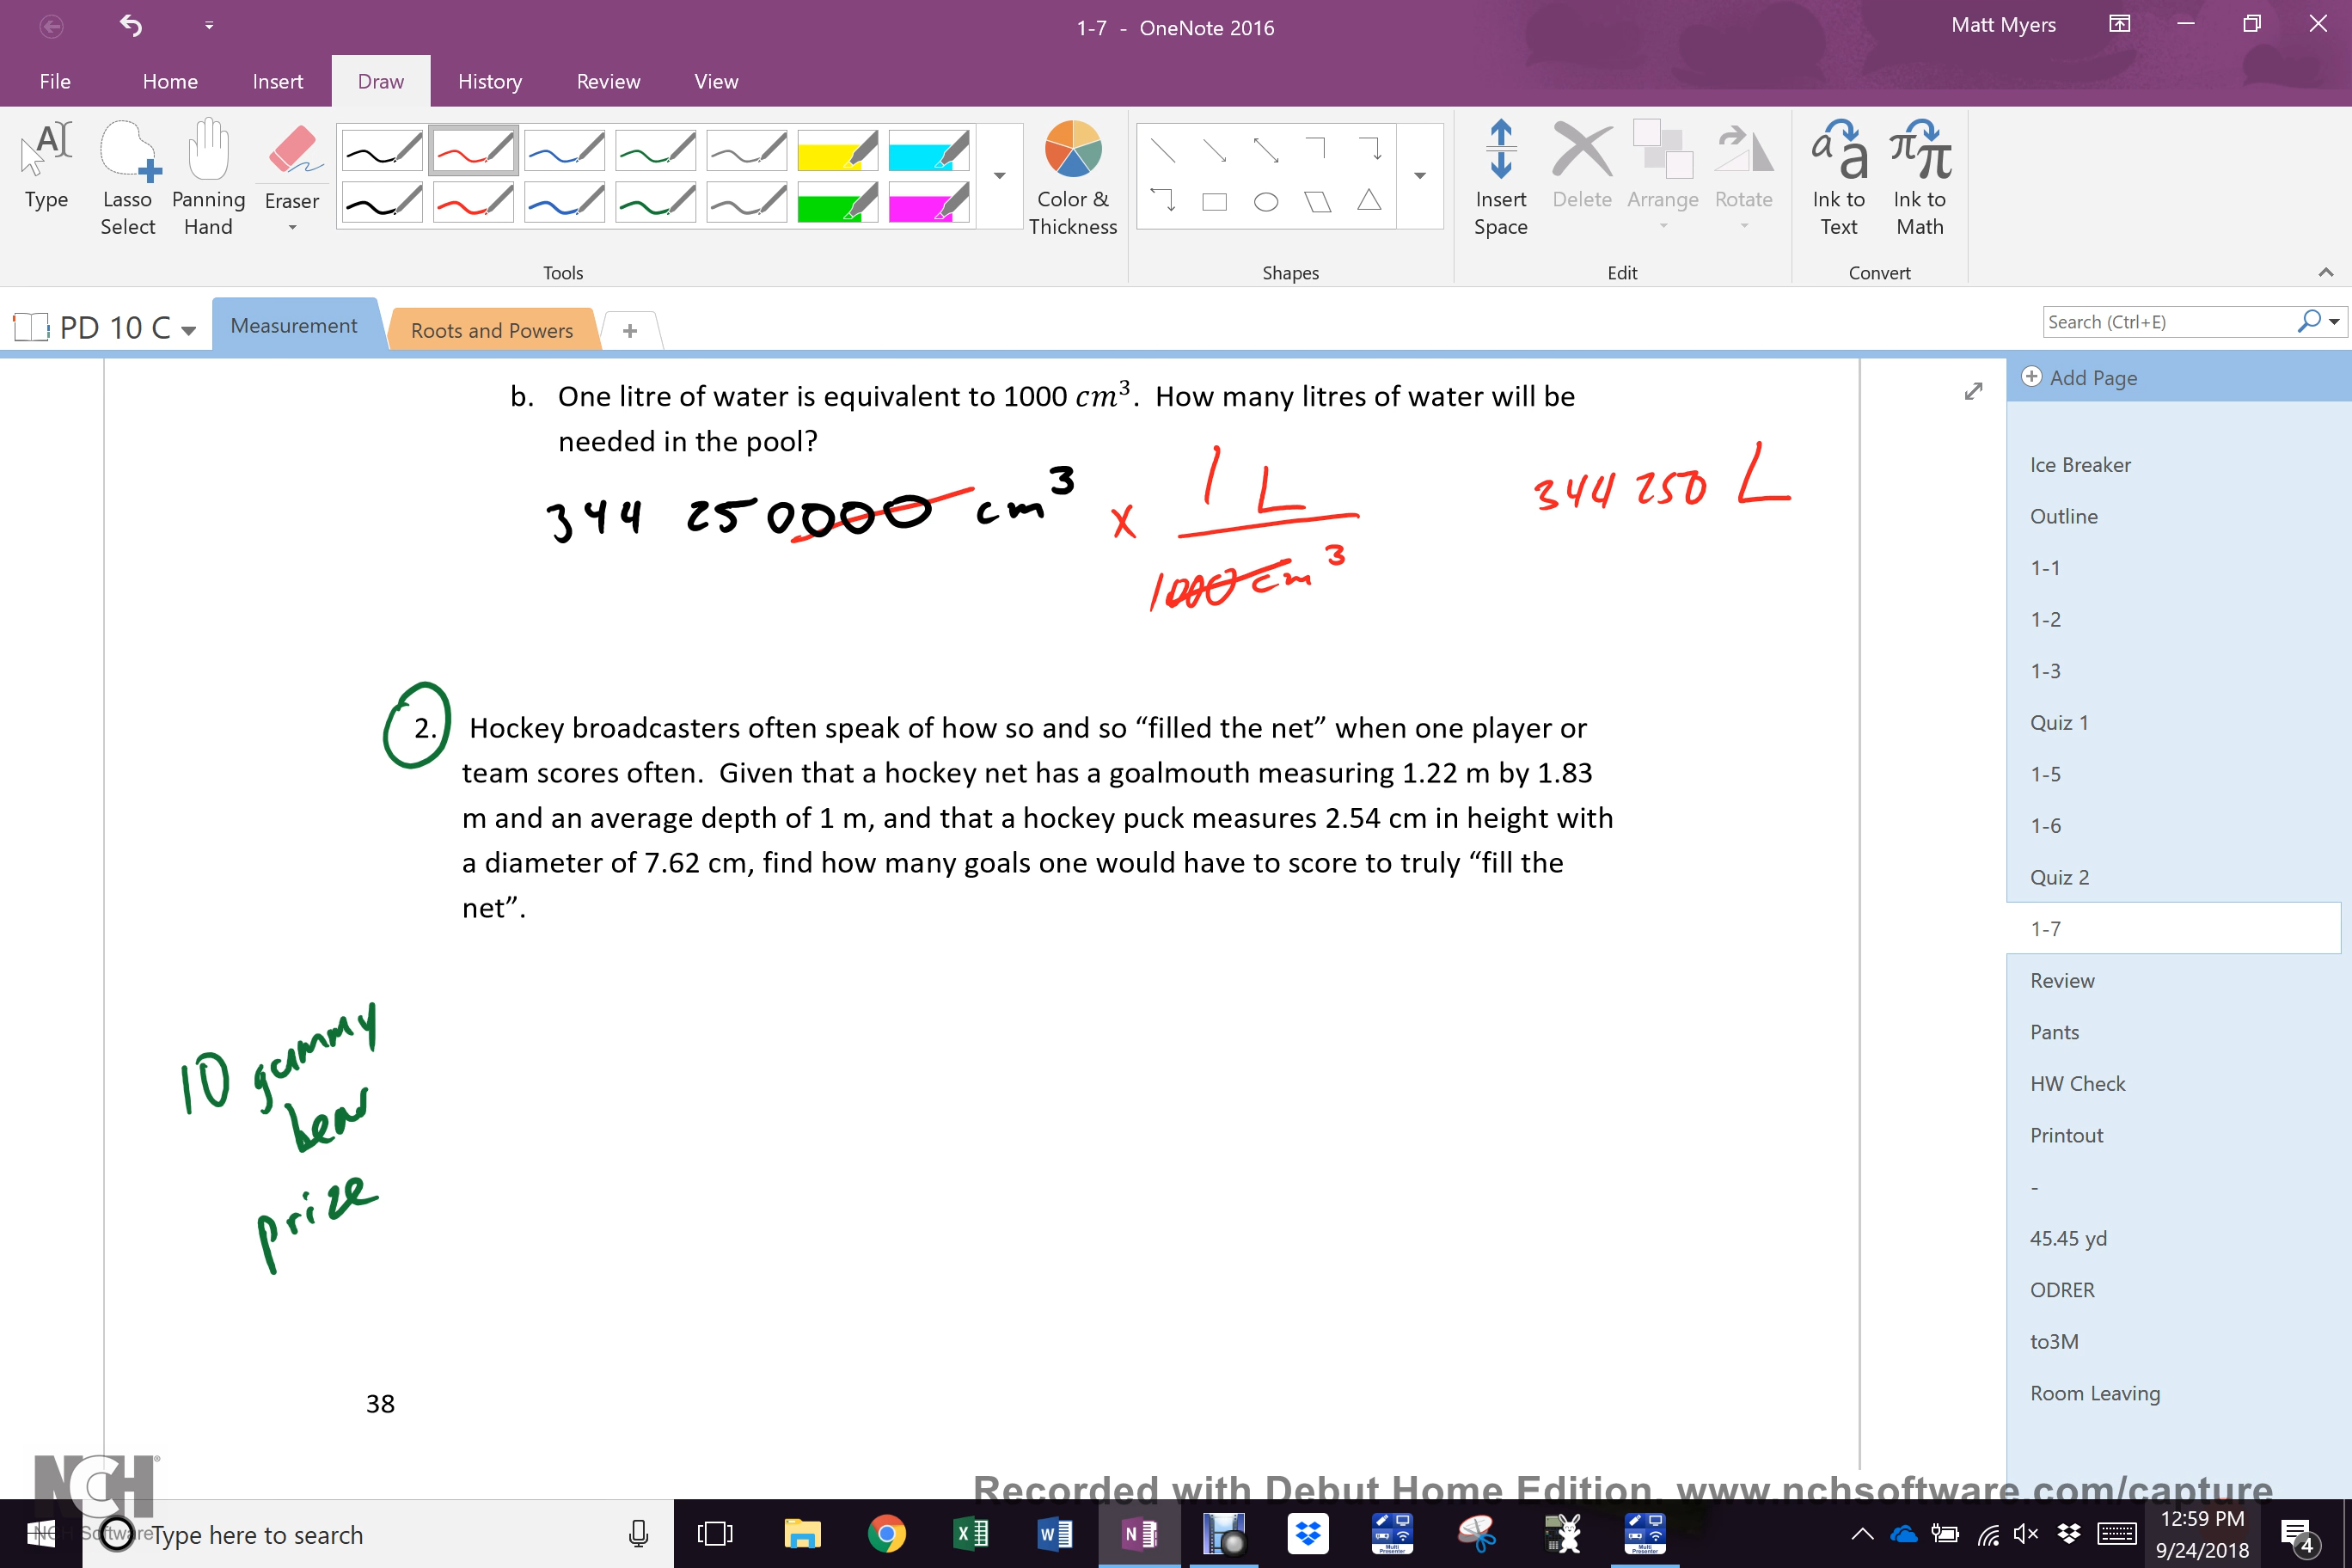 1-7 - OneNote 2016
Matt Myers
File Home Insert Draw History Review View
Type
Lasso Select
Panning Hand
Eraser
Color & Thickness
Insert Space
Delete
Arrange
Rotate
Ink to Text
Ink to Math
Tools Shapes Edit Convert
PD 10 C Measurement Roots and Powers
Search (Ctrl+E)
b. One litre of water is equivalent to 1000 cm³. How many litres of water will be
needed in the pool?
344 250000 cm³ x 1 L
1000 cm³
344 250 L
2. Hockey broadcasters often speak of how so and so “filled the net” when one player or
team scores often. Given that a hockey net has a goalmouth measuring 1.22 m by 1.83
m and an average depth of 1 m, and that a hockey puck measures 2.54 cm in height with
a diameter of 7.62 cm, find how many goals one would have to score to truly “fill the
net”.
10 gummy
bear
prize
38
Add Page
Ice Breaker
Outline
1-1
1-2
1-3
Quiz 1
1-5
1-6
Quiz 2
1-7
Review
Pants
HW Check
Printout
-
45.45 yd
ODRER
to3M
Room Leaving
NCH®
NCH Software
Recorded with Debut Home Edition. www.nchsoftware.com/capture
Type here to search
12:59 PM
9/24/2018
4